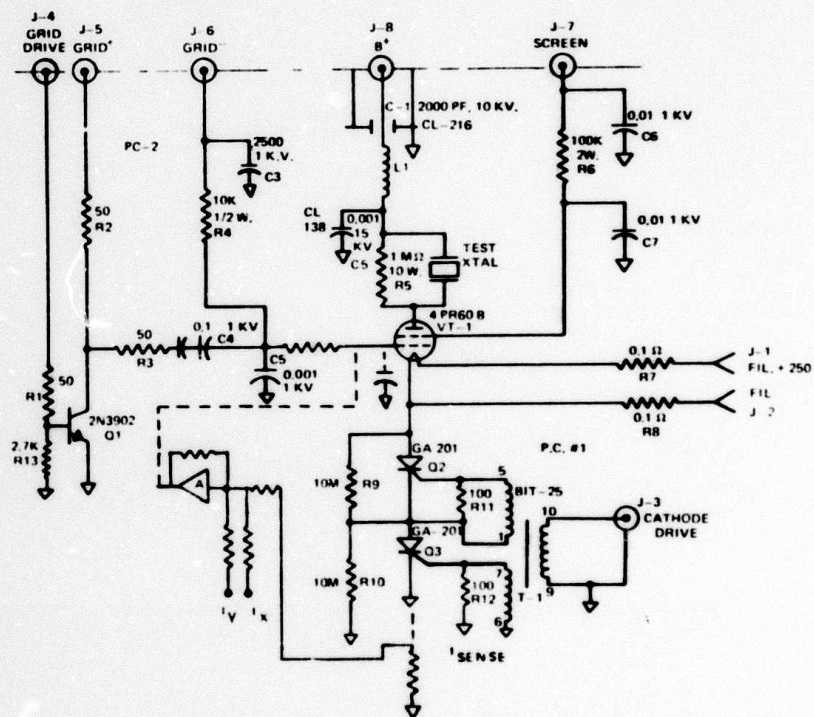 J-4
GRID
DRIVE
J-5
GRID+
J-6
GRID-
J-8
B+
J-7
SCREEN
PC-2
C-1 2000 PF, 10 KV.
CL-216
2500
1 K.V.
C3
0,01 1 KV
C6
100K
2W.
R6
L1
50
R2
10K
1/2 W.
R4
CL
138
0,001
15
KV
C5
1 MΩ
10 W.
R5
TEST
XTAL
0,01 1 KV
C7
4 PR60 B
VT-1
50
R3
0,1 1 KV
C4
C5
0,001
1 KV
0,1 Ω
R7
J-1
FIL, + 250
R1
50
2N3902
Q1
2,7K
R13
0,1 Ω
R8
FIL
J-2
GA 201
Q2
P.C. #1
A
10M
R9
100
R11
5
BIT-25
1
10
J-3
CATHODE
DRIVE
GA-201
Q3
10M
R10
100
R12
7
T-1
9
6
IY
IX
I SENSE